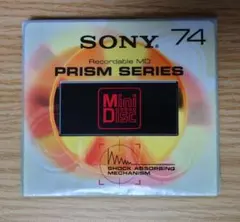 SONY 74
Recordable MD
PRISM SERIES
Mini
Disc
SHOCK ABSORBING
MECHANISM